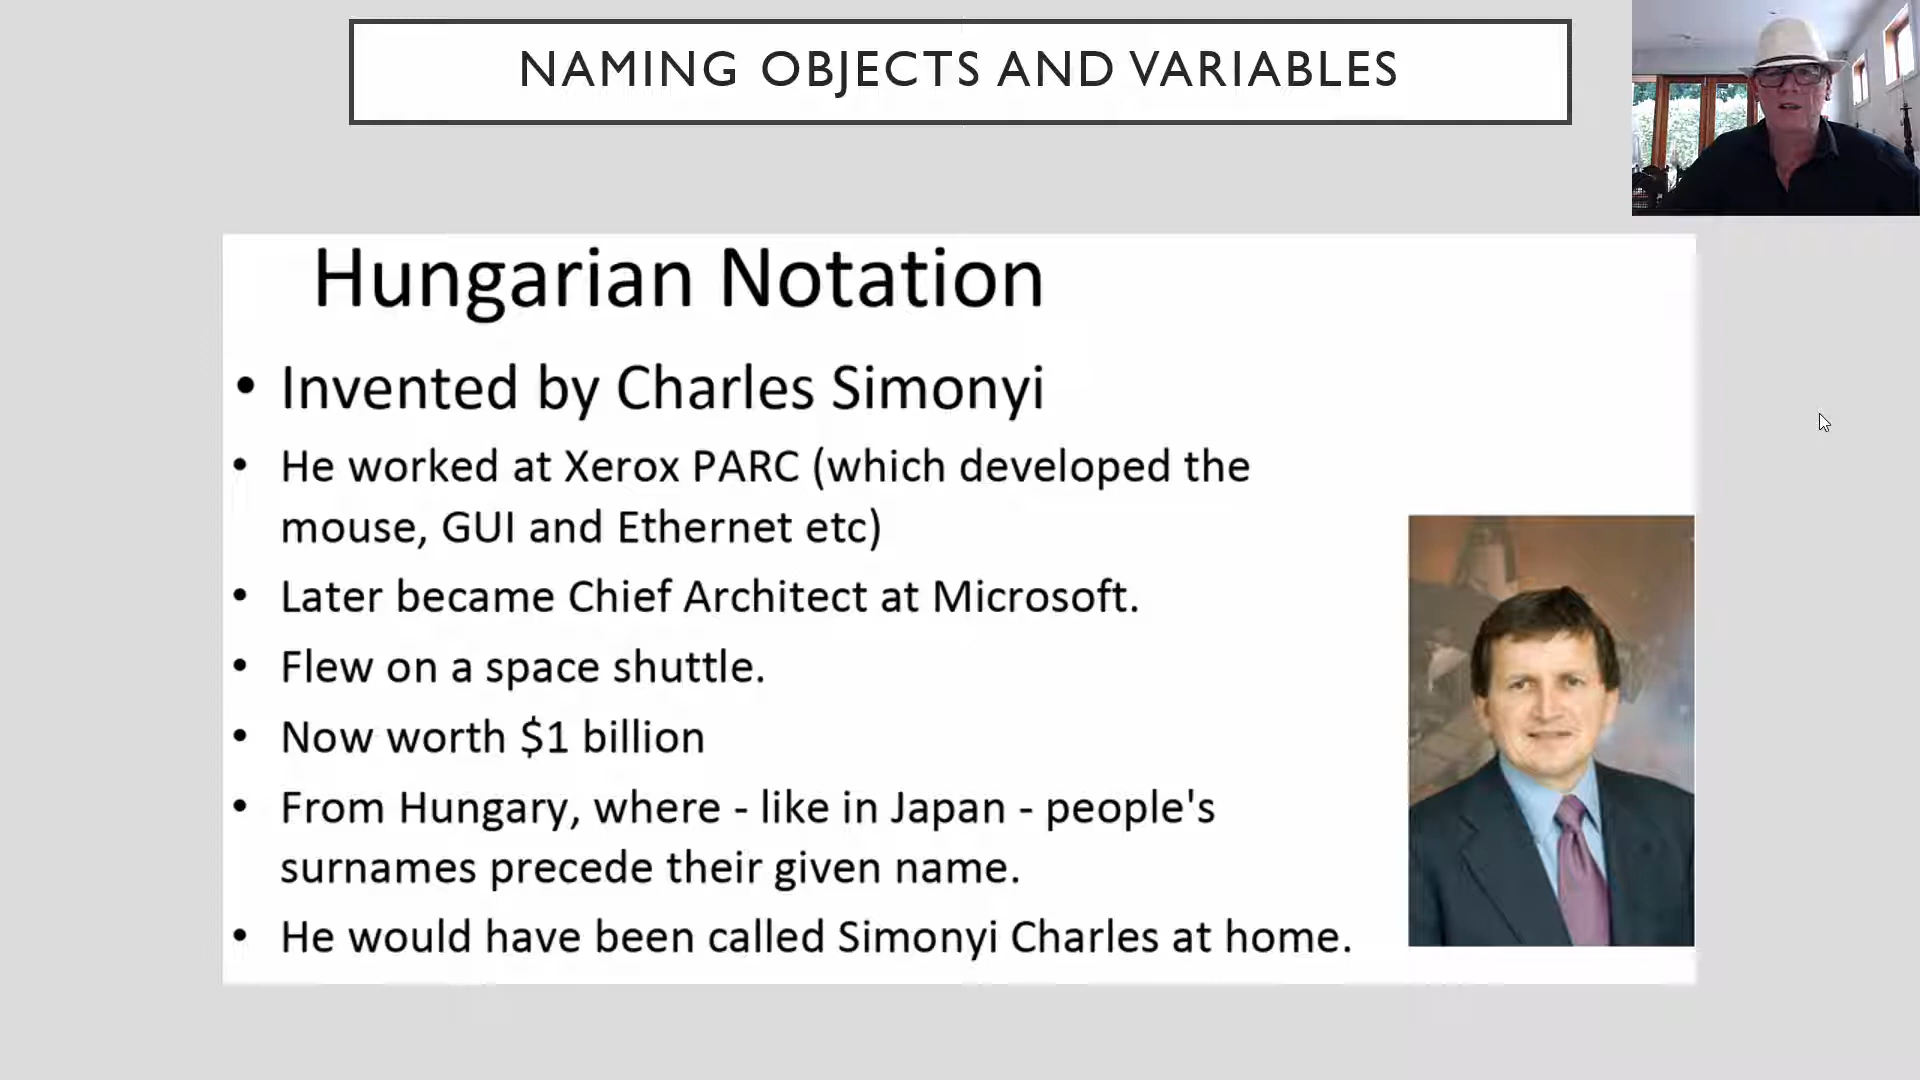 NAMING OBJECTS AND VARIABLES
Hungarian Notation
• Invented by Charles Simonyi
• He worked at Xerox PARC (which developed the
mouse, GUI and Ethernet etc)
• Later became Chief Architect at Microsoft.
• Flew on a space shuttle.
• Now worth $1 billion
• From Hungary, where - like in Japan - people's
surnames precede their given name.
• He would have been called Simonyi Charles at home.